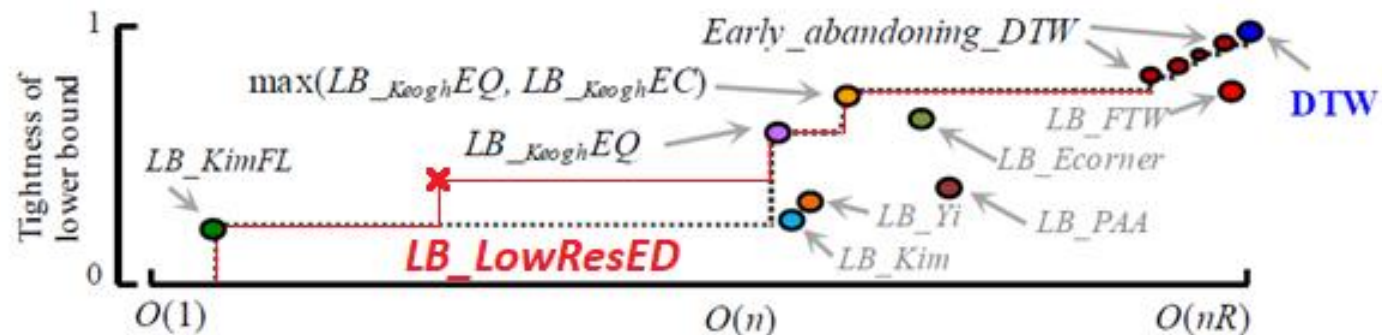 1
Early_abandoning_DTW
max(LB_KeoghEQ, LB_KeoghEC)
DTW
LB_FTW
LB_KeoghEQ
LB_Ecorner
LB_KimFL
Tightness of
lower bound
LB_Yi
LB_PAA
LB_LowResED
LB_Kim
0
O(1)
O(n)
O(nR)